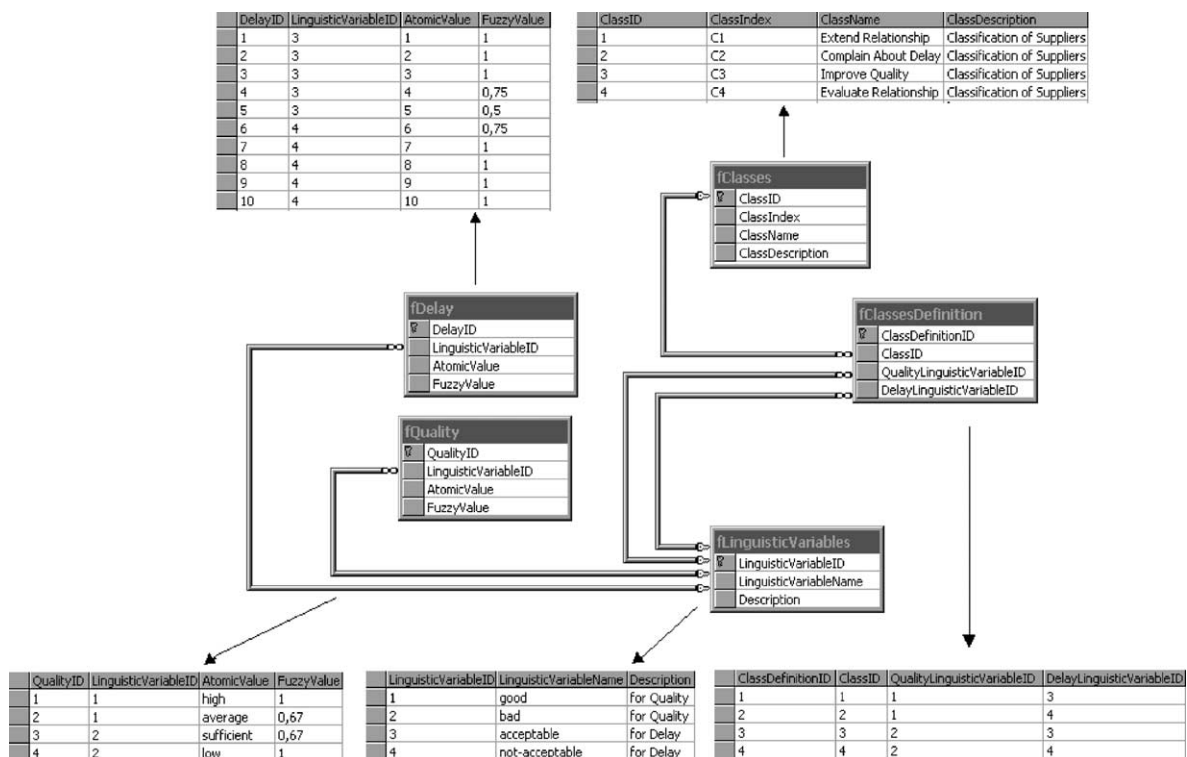 DelayID LinguisticVariableID AtomicValue FuzzyValue
1 3 1 1
2 3 2 1
3 3 3 1
4 3 4 0,75
5 3 5 0,5
6 4 6 0,75
7 4 7 1
8 4 8 1
9 4 9 1
10 4 10 1
ClassID ClassIndex ClassName ClassDescription
1 C1 Extend Relationship Classification of Suppliers
2 C2 Complain About Delay Classification of Suppliers
3 C3 Improve Quality Classification of Suppliers
4 C4 Evaluate Relationship Classification of Suppliers
fClasses
ClassID
ClassIndex
ClassName
ClassDescription
fDelay
DelayID
LinguisticVariableID
AtomicValue
FuzzyValue
fClassesDefinition
ClassDefinitionID
ClassID
QualityLinguisticVariableID
DelayLinguisticVariableID
fQuality
QualityID
LinguisticVariableID
AtomicValue
FuzzyValue
fLinguisticVariables
LinguisticVariableID
LinguisticVariableName
Description
QualityID LinguisticVariableID AtomicValue FuzzyValue
1 1 high 1
2 1 average 0,67
3 2 sufficient 0,67
4 2 low 1
LinguisticVariableID LinguisticVariableName Description
1 good for Quality
2 bad for Quality
3 acceptable for Delay
4 not-acceptable for Delay
ClassDefinitionID ClassID QualityLinguisticVariableID DelayLinguisticVariableID
1 1 1 3
2 2 1 4
3 3 2 3
4 4 2 4